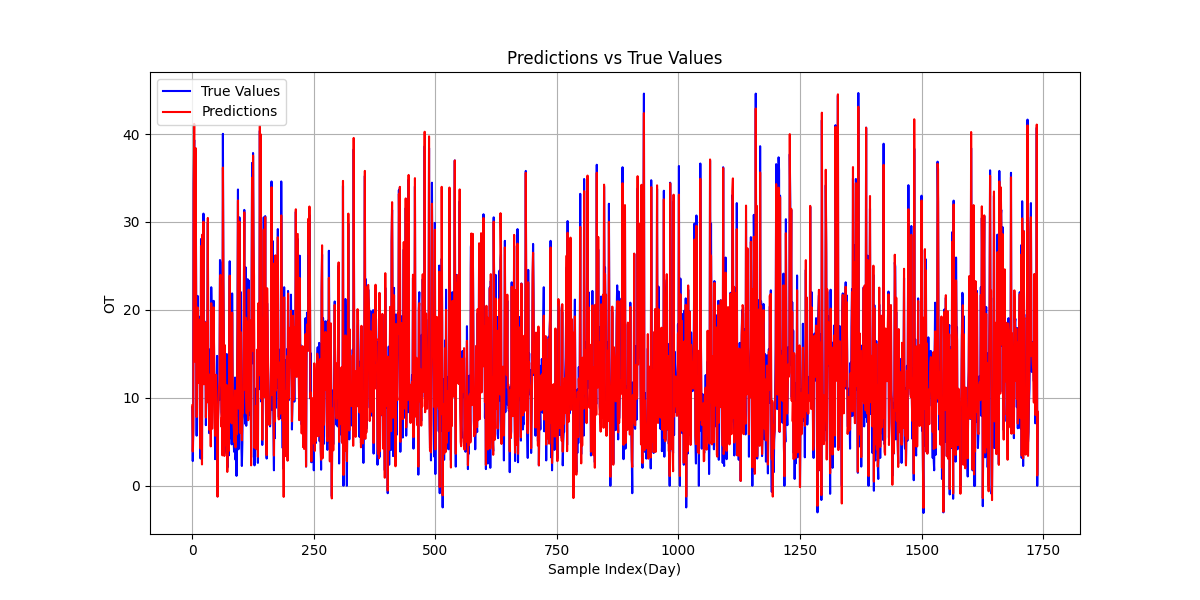 Predictions vs True Values
True Values
Predictions
40
30
20
10
0
OT
0 250 500 750 1000 1250 1500 1750
Sample Index(Day)